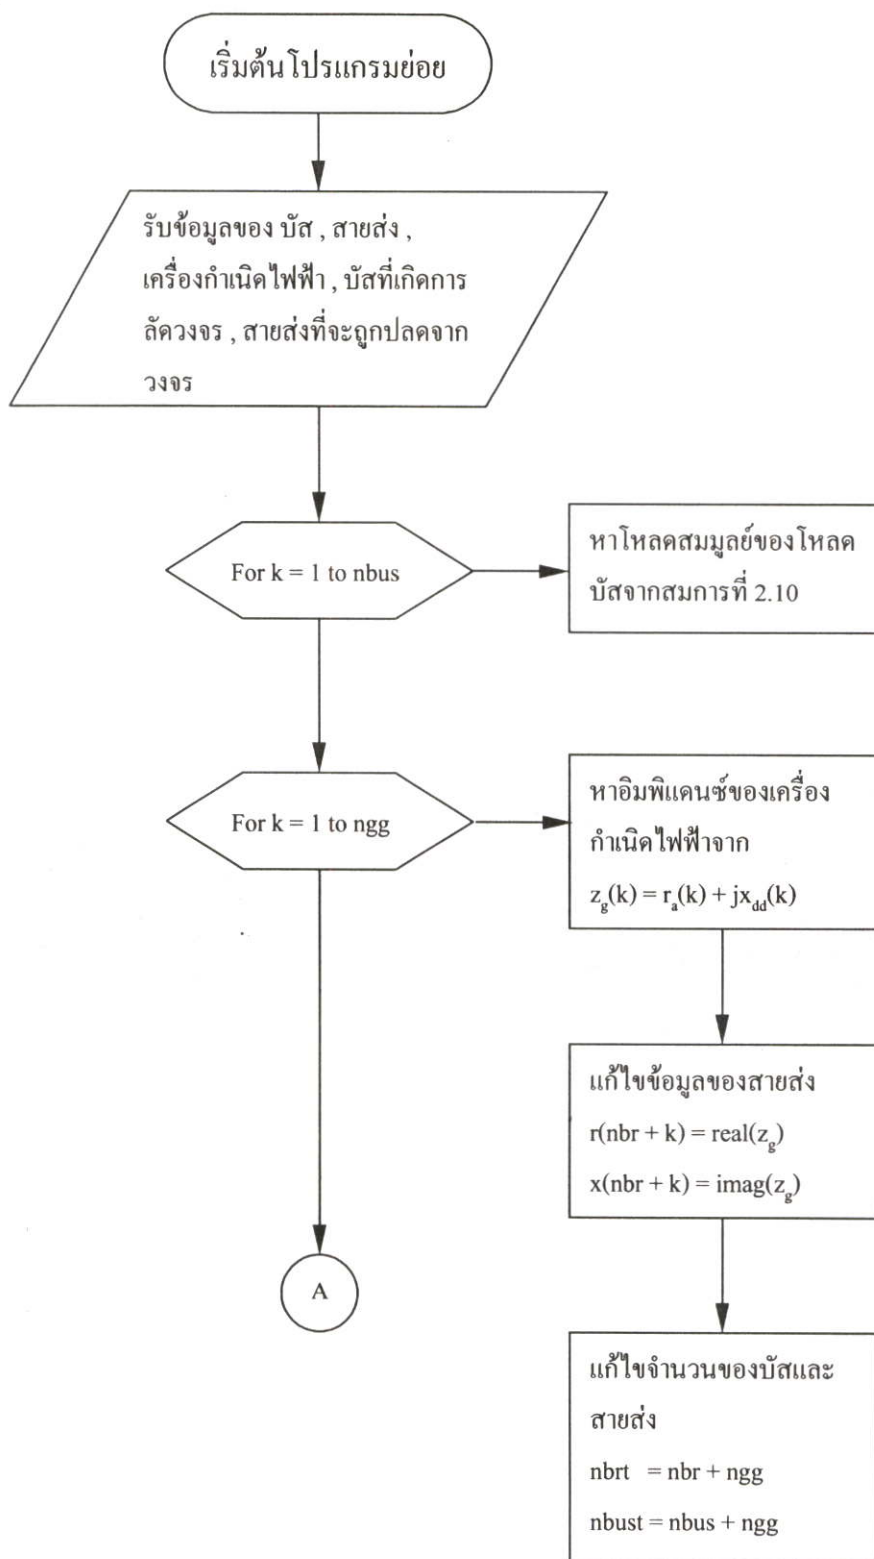 เริ่มต้นโปรแกรมย่อย
รับข้อมูลของ บัส , สายส่ง ,
เครื่องกำเนิดไฟฟ้า , บัสที่เกิดการ
ลัดวงจร , สายส่งที่จะถูกปลดจาก
วงจร
For k = 1 to nbus
หาโหลดสมมูลย์ของโหลด
บัสจากสมการที่ 2.10
For k = 1 to ngg
หาอิมพิแดนซ์ของเครื่อง
กำเนิดไฟฟ้าจาก
z_g(k) = r_a(k) + jx_dd(k)
แก้ไขข้อมูลของสายส่ง
r(nbr + k) = real(z_g)
x(nbr + k) = imag(z_g)
A
แก้ไขจำนวนของบัสและ
สายส่ง
nbrt = nbr + ngg
nbust = nbus + ngg